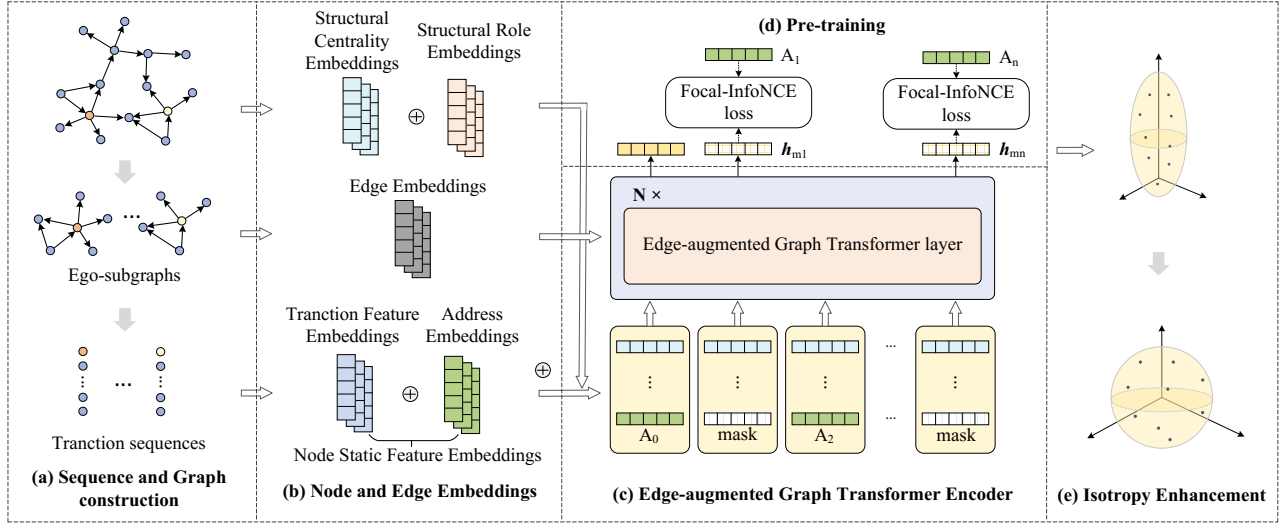 Ego-subgraphs
...
...
Tranction sequences
(a) Sequence and Graph
construction
Structural
Centrality
Embeddings
Structural Role
Embeddings
Edge Embeddings
Tranction Feature
Embeddings
Address
Embeddings
Node Static Feature Embeddings
(b) Node and Edge Embeddings
(d) Pre-training
A1
An
Focal-InfoNCE
loss
Focal-InfoNCE
loss
hm1
hmn
N ×
Edge-augmented Graph Transformer layer
...
...
A0
mask
A2
mask
(c) Edge-augmented Graph Transformer Encoder
(e) Isotropy Enhancement